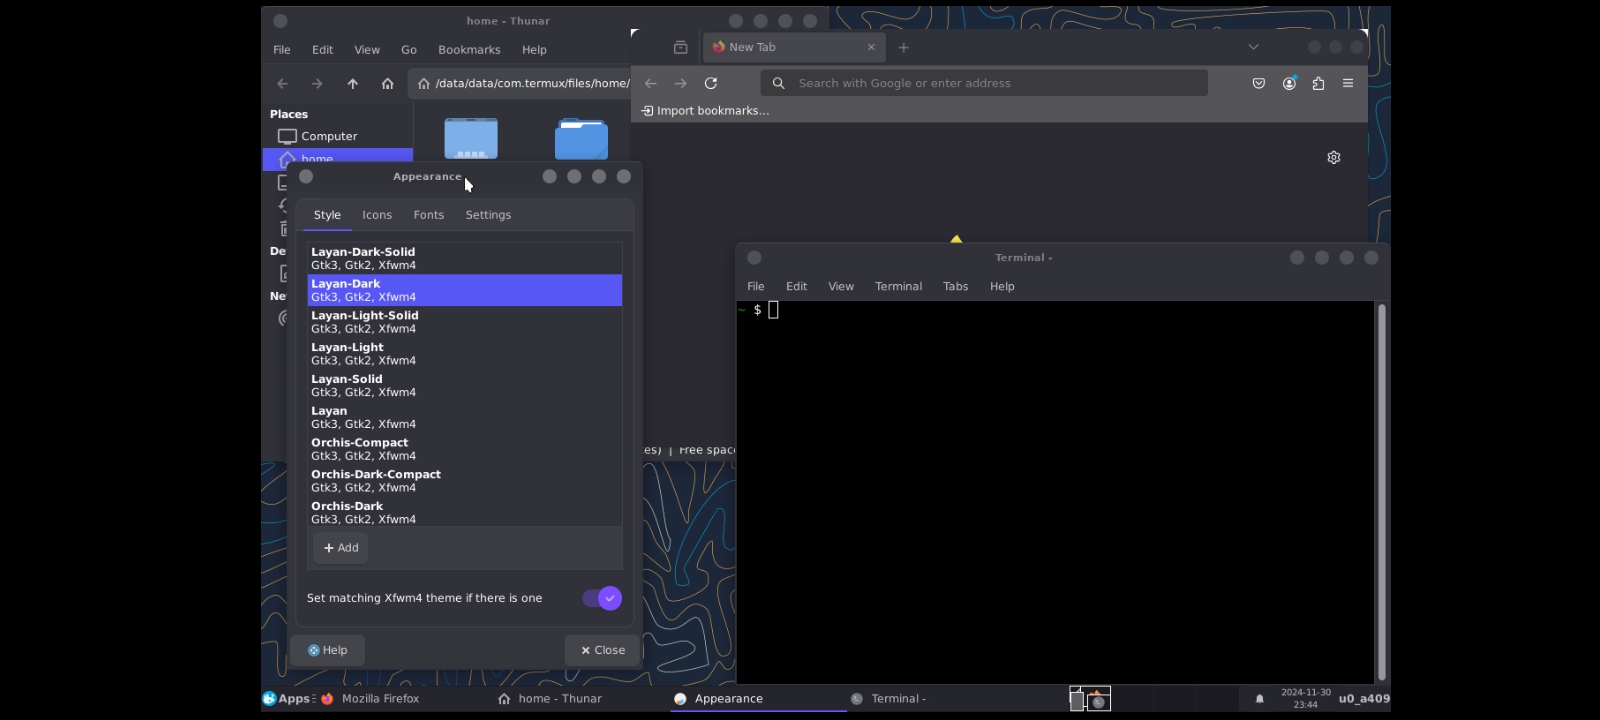 home - Thunar
File Edit View Go Bookmarks Help
/data/data/com.termux/files/home/
Places
Computer
home
New Tab
Search with Google or enter address
Import bookmarks…
Appearance
Style Icons Fonts Settings
Layan-Dark-Solid
Gtk3, Gtk2, Xfwm4
Layan-Dark
Gtk3, Gtk2, Xfwm4
Layan-Light-Solid
Gtk3, Gtk2, Xfwm4
Layan-Light
Gtk3, Gtk2, Xfwm4
Layan-Solid
Gtk3, Gtk2, Xfwm4
Layan
Gtk3, Gtk2, Xfwm4
Orchis-Compact
Gtk3, Gtk2, Xfwm4
Orchis-Dark-Compact
Gtk3, Gtk2, Xfwm4
Orchis-Dark
Gtk3, Gtk2, Xfwm4
Add
Set matching Xfwm4 theme if there is one
Help Close
| Free space
Terminal -
File Edit View Terminal Tabs Help
~ $
Apps Mozilla Firefox home - Thunar Appearance Terminal - 2024-11-30
23:44
u0_a409